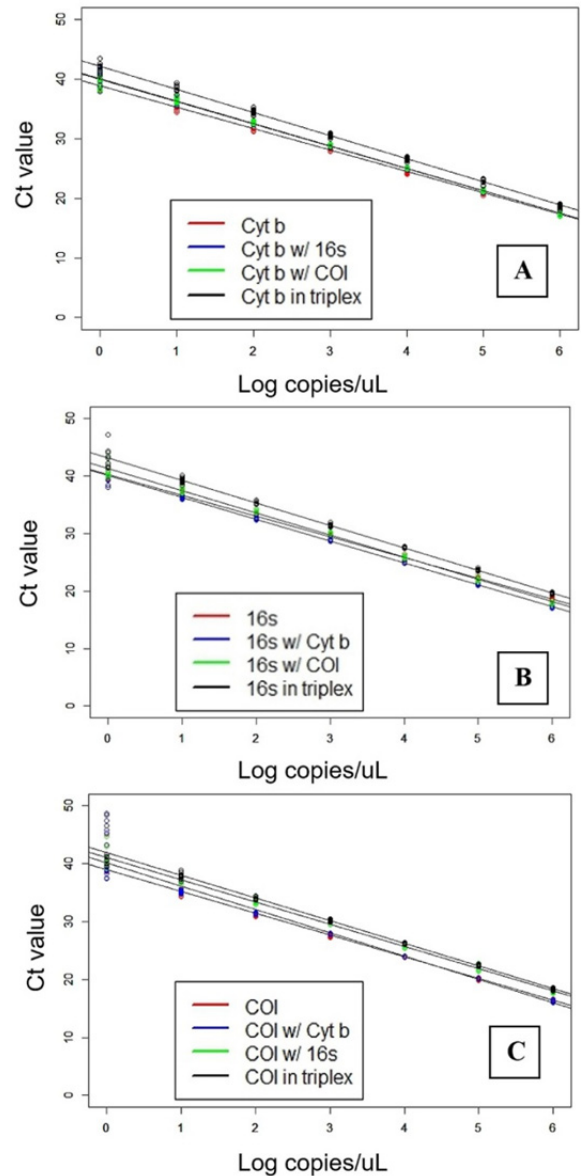 50
40
30
20
10
0
Ct value
Cyt b
Cyt b w/ 16s
Cyt b w/ COI
Cyt b in triplex
A
0 1 2 3 4 5 6
Log copies/uL
50
40
30
20
10
0
Ct value
16s
16s w/ Cyt b
16s w/ COI
16s in triplex
B
0 1 2 3 4 5 6
Log copies/uL
50
40
30
20
10
0
Ct value
COI
COI w/ Cyt b
COI w/ 16s
COI in triplex
C
0 1 2 3 4 5 6
Log copies/uL